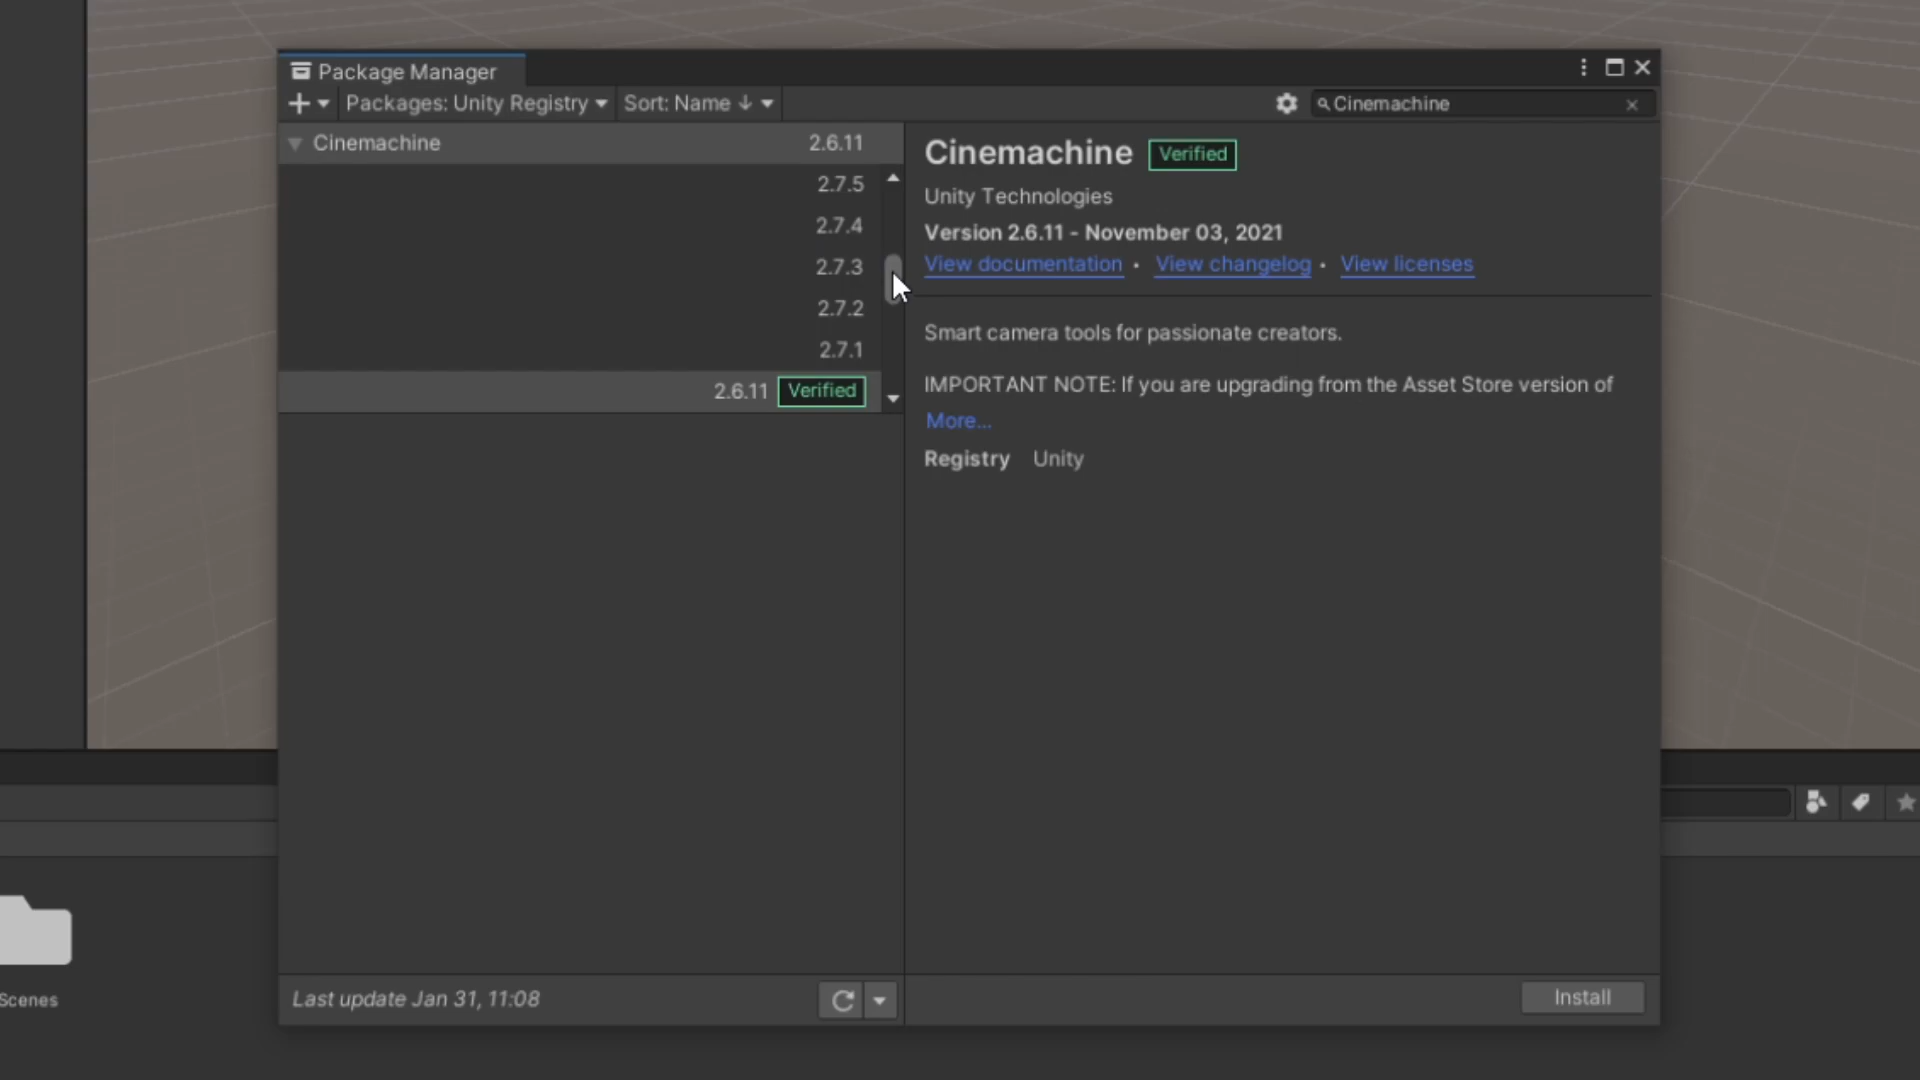 Package Manager
Packages: Unity Registry
Sort: Name ↓
Cinemachine
Cinemachine 2.6.11
2.7.5
2.7.4
2.7.3
2.7.2
2.7.1
2.6.11 Verified
Cinemachine Verified
Unity Technologies
Version 2.6.11 - November 03, 2021
View documentation • View changelog • View licenses
Smart camera tools for passionate creators.
IMPORTANT NOTE: If you are upgrading from the Asset Store version of
More...
Registry Unity
Last update Jan 31, 11:08
Install
Scenes